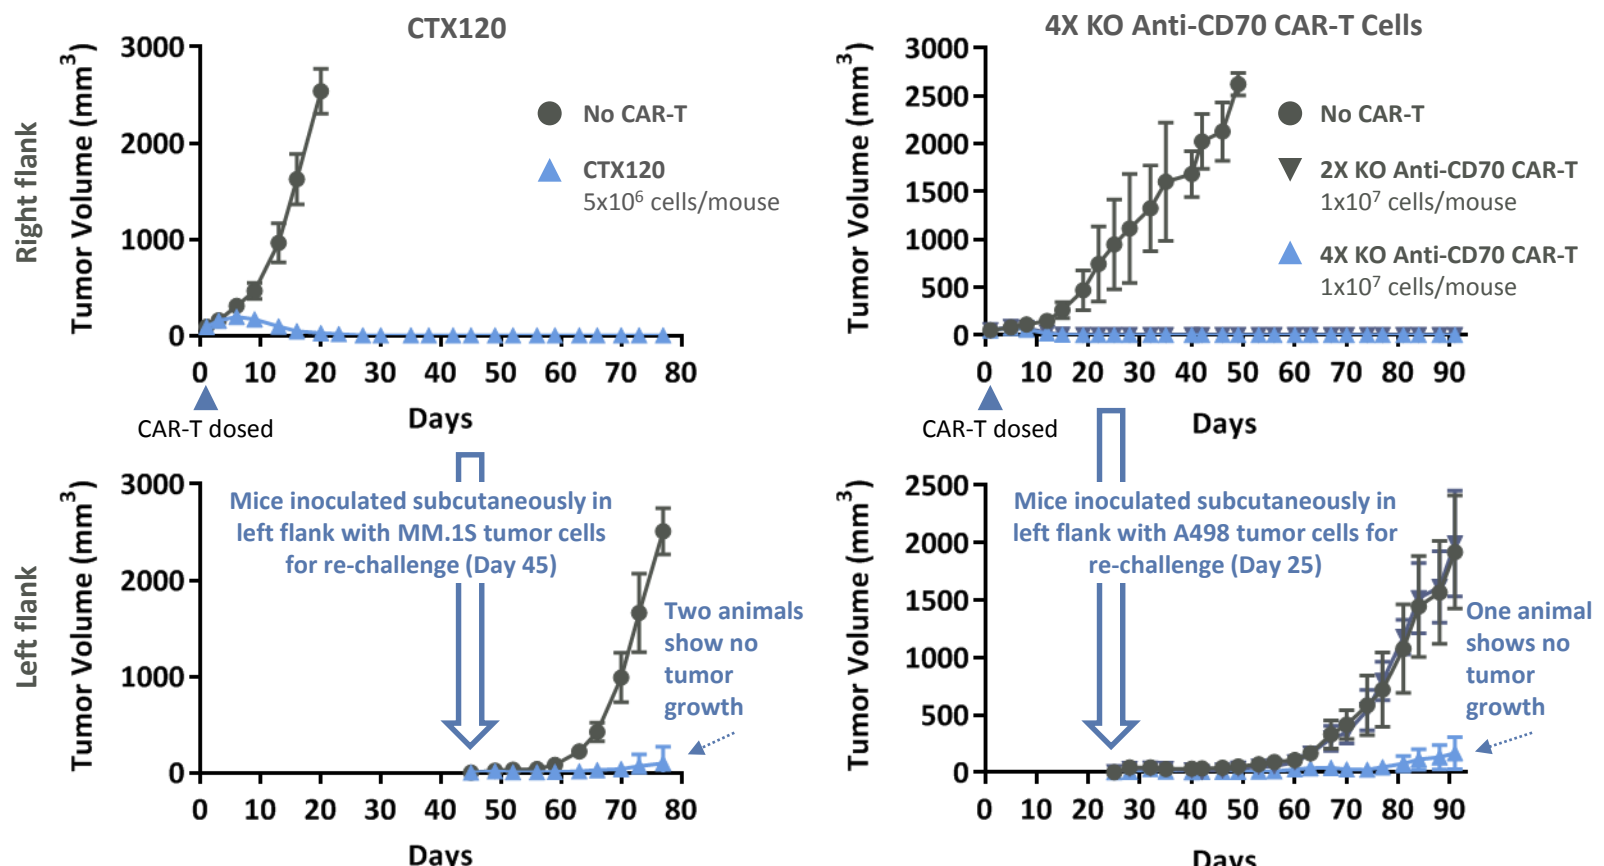 CTX120
Right flank
Tumor Volume (mm³)
3000
2000
1000
0
0 10 20 30 40 50 60 70 80
Days
No CAR-T
CTX120
5x10⁶ cells/mouse
CAR-T dosed
4X KO Anti-CD70 CAR-T Cells
Tumor Volume (mm³)
3000
2500
2000
1500
1000
500
0
0 10 20 30 40 50 60 70 80 90
Days
No CAR-T
2X KO Anti-CD70 CAR-T
1x10⁷ cells/mouse
4X KO Anti-CD70 CAR-T
1x10⁷ cells/mouse
CAR-T dosed
Left flank
Tumor Volume (mm³)
3000
2000
1000
0
0 10 20 30 40 50 60 70 80
Days
Mice inoculated subcutaneously in
left flank with MM.1S tumor cells
for re-challenge (Day 45)
Two animals
show no
tumor
growth
Tumor Volume (mm³)
2500
2000
1500
1000
500
0
0 10 20 30 40 50 60 70 80 90
Days
Mice inoculated subcutaneously in
left flank with A498 tumor cells for
re-challenge (Day 25)
One animal
shows no
tumor
growth